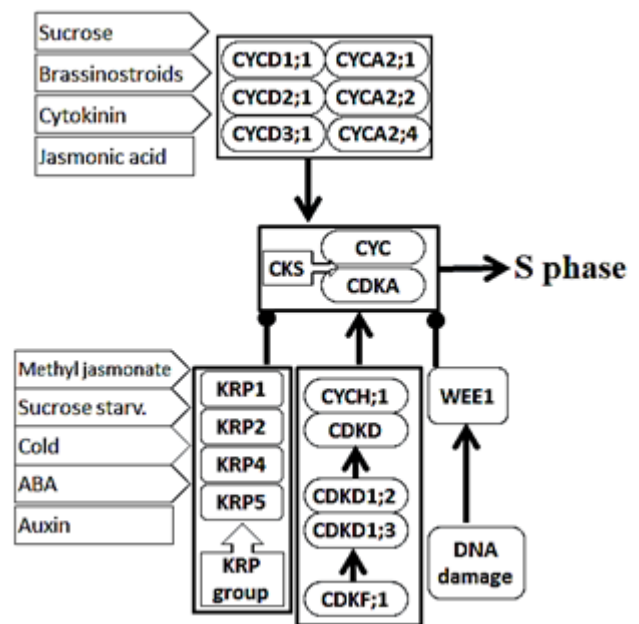 Sucrose
Brassinostroids
Cytokinin
Jasmonic acid
CYCD1;1 CYCA2;1
CYCD2;1 CYCA2;2
CYCD3;1 CYCA2;4
CKS
CYC
CDKA
S phase
Methyl jasmonate
Sucrose starv.
Cold
ABA
Auxin
KRP1
KRP2
KRP4
KRP5
KRP
group
CYCH;1
CDKD
CDKD1;2
CDKD1;3
CDKF;1
WEE1
DNA
damage